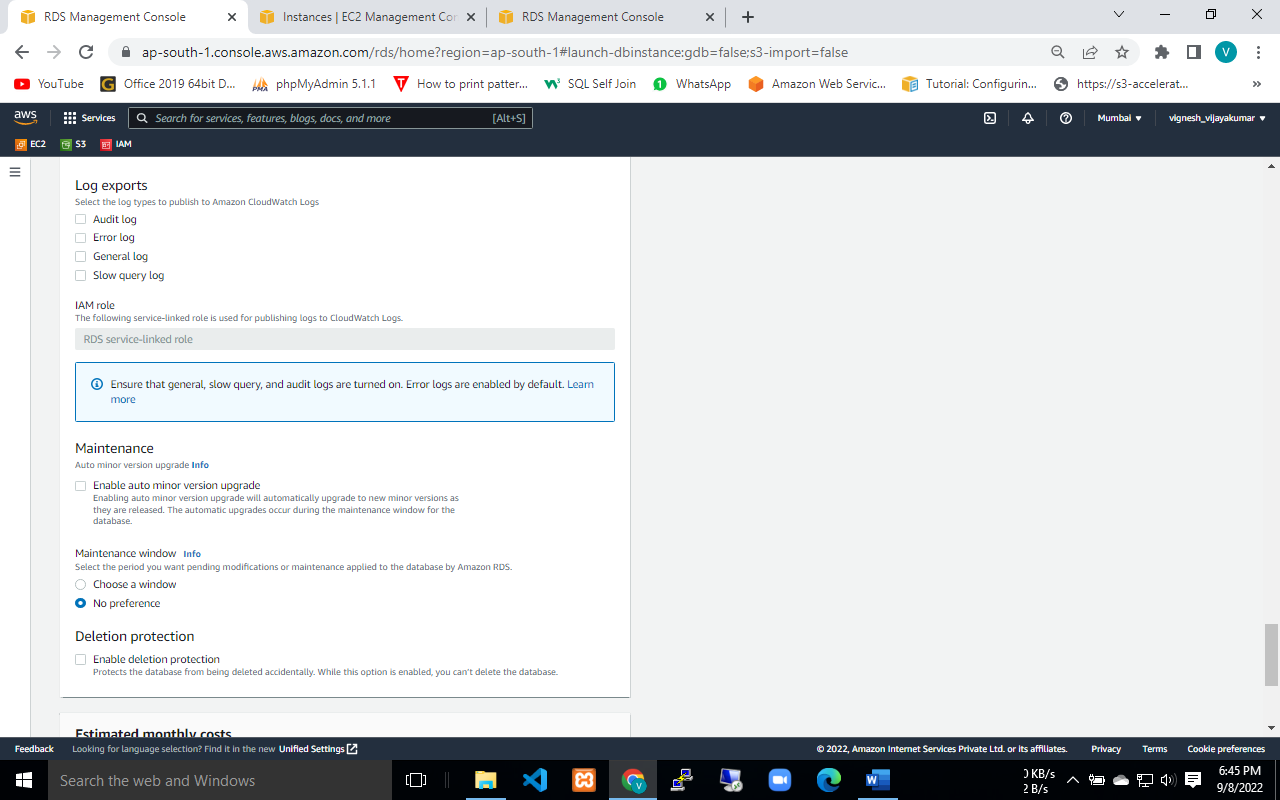 RDS Management Console
Instances | EC2 Management Con
RDS Management Console
ap-south-1.console.aws.amazon.com/rds/home?region=ap-south-1#launch-dbinstance:gdb=false;s3-import=false
V
YouTube
G
Office 2019 64bit D...
PMA
phpMyAdmin 5.1.1
How to print patter...
SQL Self Join
1
WhatsApp
Amazon Web Servic...
Tutorial: Configurin...
https://s3-accelerat...
»
aws
Services
Search for services, features, blogs, docs, and more
[Alt+S]
Mumbai
vignesh_vijayakumar
EC2
S3
IAM
Log exports
Select the log types to publish to Amazon CloudWatch Logs
Audit log
Error log
General log
Slow query log
IAM role
The following service-linked role is used for publishing logs to CloudWatch Logs.
RDS service-linked role
Ensure that general, slow query, and audit logs are turned on. Error logs are enabled by default. Learn
more
Maintenance
Auto minor version upgrade Info
Enable auto minor version upgrade
Enabling auto minor version upgrade will automatically upgrade to new minor versions as
they are released. The automatic upgrades occur during the maintenance window for the
database.
Maintenance window Info
Select the period you want pending modifications or maintenance applied to the database by Amazon RDS.
Choose a window
No preference
Deletion protection
Enable deletion protection
Protects the database from being deleted accidentally. While this option is enabled, you can't delete the database.
Estimated monthly costs
Feedback
Looking for language selection? Find it in the new Unified Settings
© 2022, Amazon Internet Services Private Ltd. or its affiliates.
Privacy
Terms
Cookie preferences
Search the web and Windows
0 KB/s
2 B/s
6:45 PM
9/8/2022